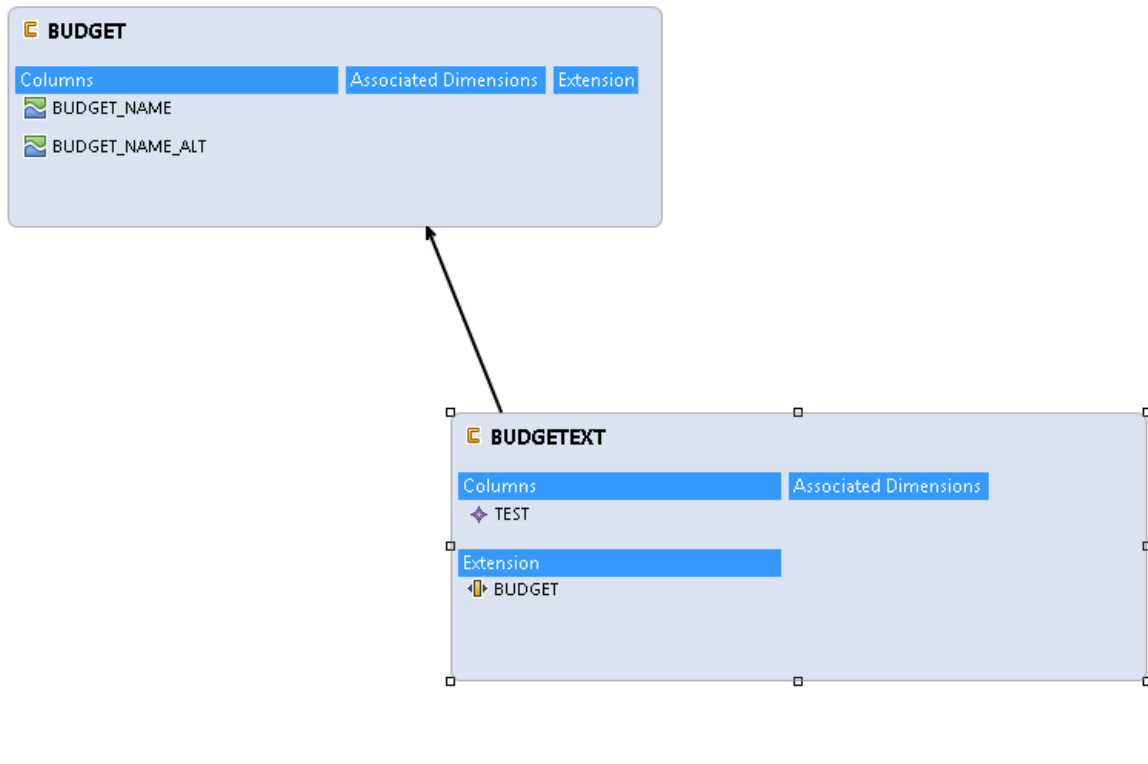 BUDGET
Columns Associated Dimensions Extension
BUDGET_NAME
BUDGET_NAME_ALT
BUDGETEXT
Columns Associated Dimensions
TEST
Extension
BUDGET